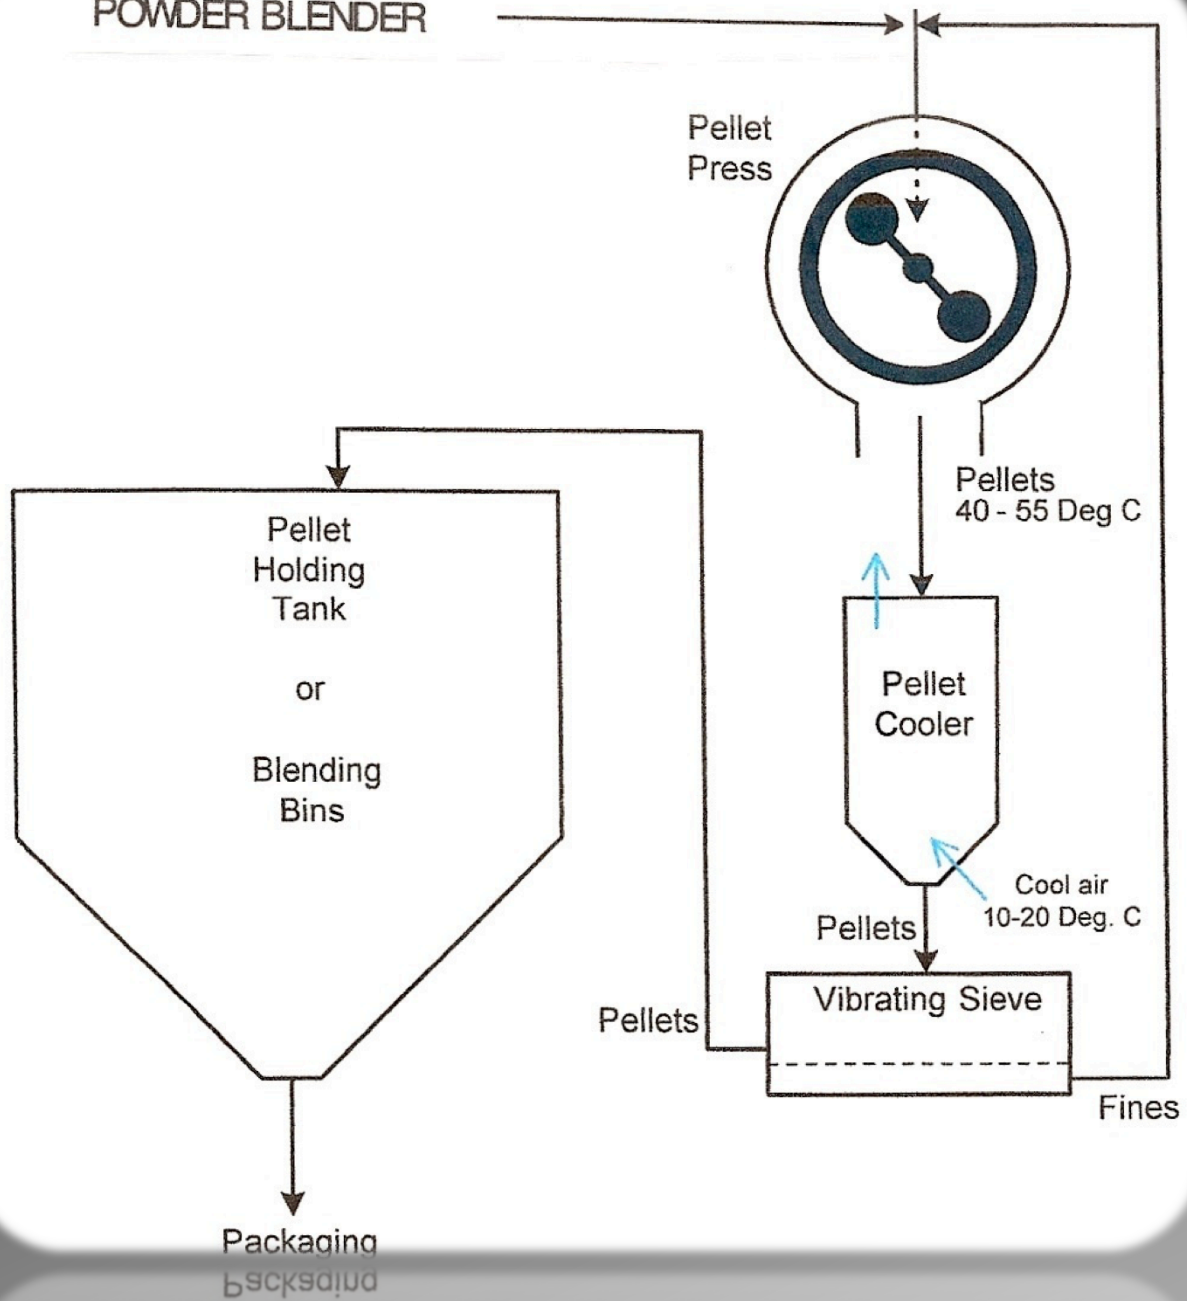 POWDER BLENDER
Pellet
Press
Pellets
40 - 55 Deg C
Pellet
Holding
Tank
or
Blending
Bins
Pellet
Cooler
Cool air
10-20 Deg. C
Pellets
Vibrating Sieve
Pellets
Fines
Packaging